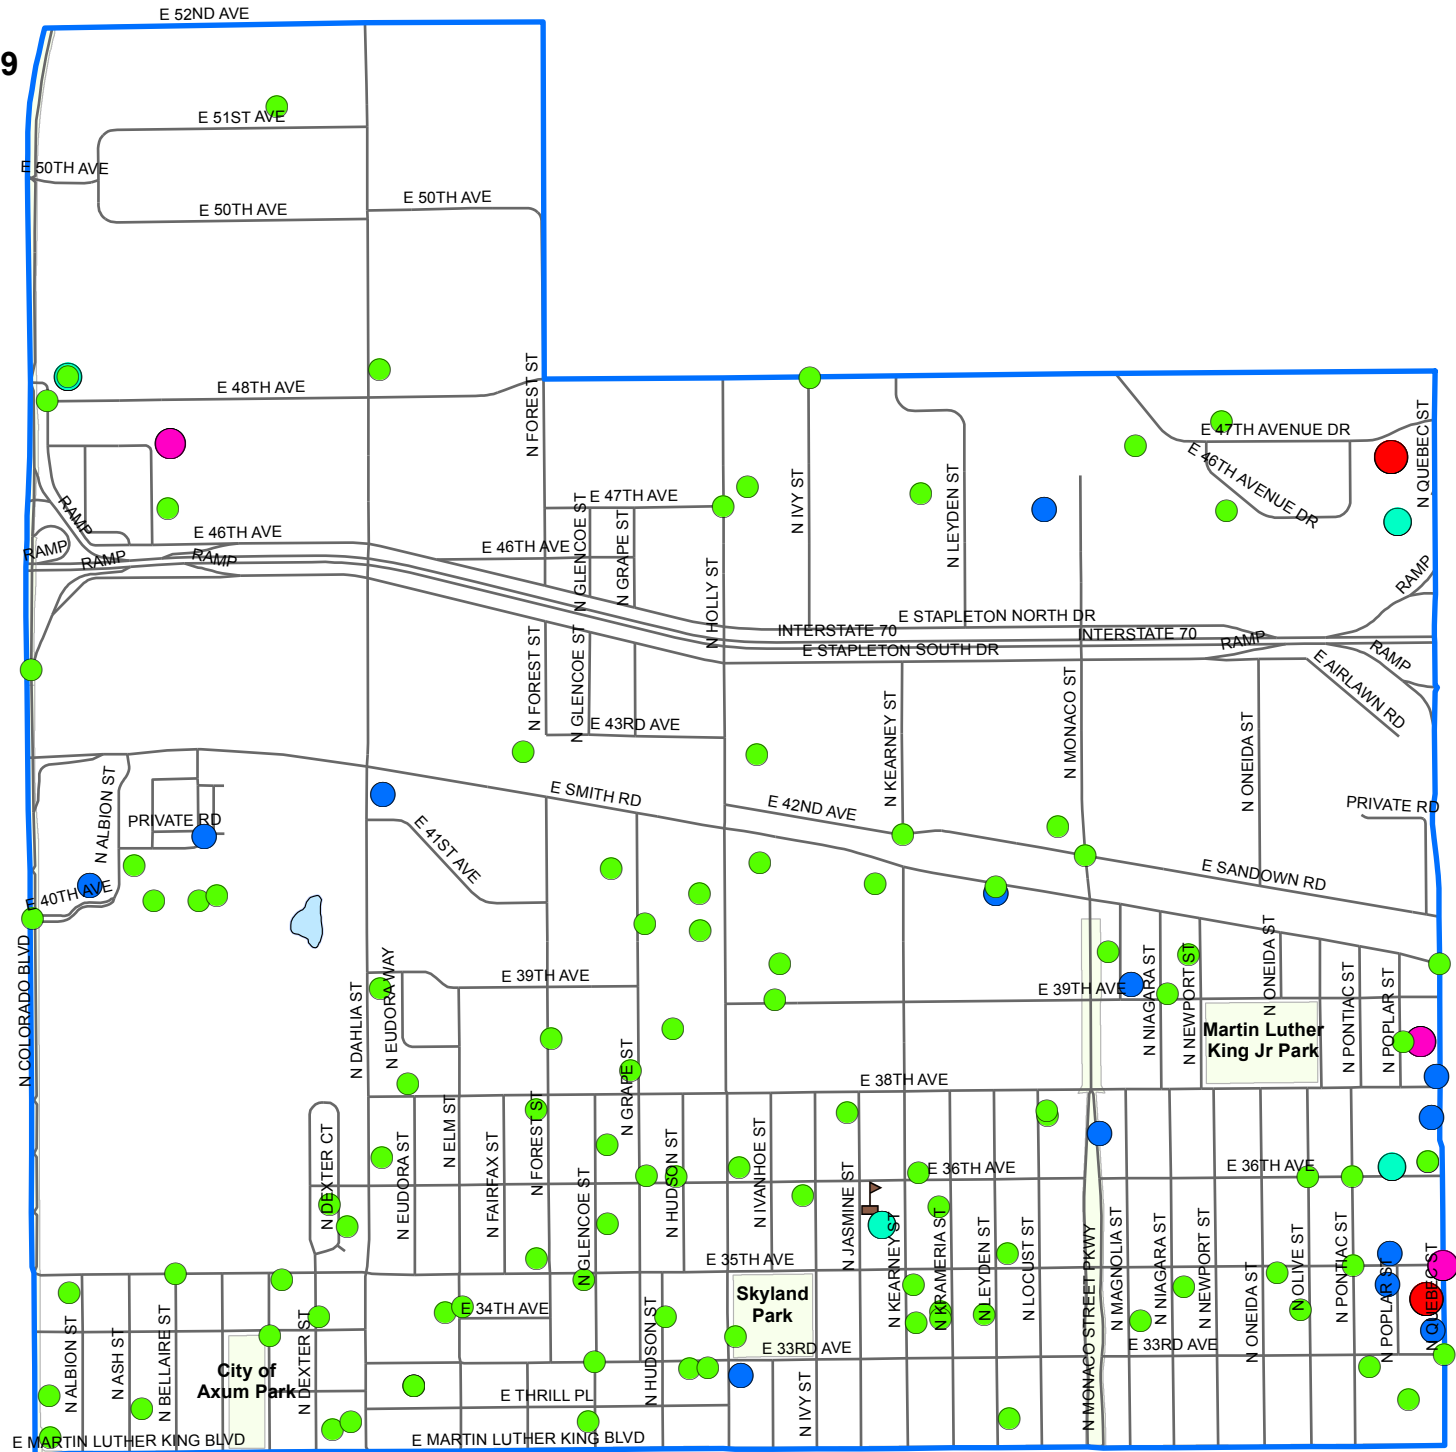 E 52ND AVE
9
E 51ST AVE
E 50TH AVE
E 50TH AVE
E 50TH AVE
E 48TH AVE
N FOREST ST
N QUEBEC ST
E 47TH AVENUE DR
E 46TH AVENUE DR
E 47TH AVE
N IVY ST
N LEYDEN ST
RAMP
RAMP
RAMP
RAMP
E 46TH AVE
E 46TH AVE
N GLENCOE ST
N GRAPE ST
N HOLLY ST
E STAPLETON NORTH DR
INTERSTATE 70
INTERSTATE 70
E STAPLETON SOUTH DR
RAMP
RAMP
RAMP
E AIRLAWN RD
N FOREST ST
N GLENCOE ST
E 43RD AVE
N KEARNEY ST
N MONACO ST
N ONEIDA ST
N ALBION ST
PRIVATE RD
E SMITH RD
E 42ND AVE
PRIVATE RD
E 41ST AVE
E SANDOWN RD
E 40TH AVE
N COLORADO BLVD
N DAHLIA ST
N EUDORA WAY
E 39TH AVE
E 39TH AVE
N NIAGARA ST
N NEWPORT ST
N ONEIDA ST
N PONTIAC ST
N POPLAR ST
Martin Luther
King Jr Park
E 38TH AVE
N DEXTER CT
N EUDORA ST
N ELM ST
N FAIRFAX ST
N FOREST ST
N GLENCOE ST
N GRAPE ST
N HUDSON ST
N IVANHOE ST
N JASMINE ST
E 36TH AVE
E 36TH AVE
E 35TH AVE
N KEARNEY ST
N KRAMERIA ST
N LEYDEN ST
N LOCUST ST
N MONACO STREET PKWY
N MAGNOLIA ST
N NIAGARA ST
N NEWPORT ST
N ONEIDA ST
N OLIVE ST
N PONTIAC ST
N POPLAR ST
N QUEBEC ST
Skyland
Park
E 34TH AVE
E 33RD AVE
E 33RD AVE
N ALBION ST
N ASH ST
N BELLAIRE ST
City of
Axum Park
N DEXTER ST
N HUDSON ST
N IVY ST
E THRILL PL
E MARTIN LUTHER KING BLVD
E MARTIN LUTHER KING BLVD